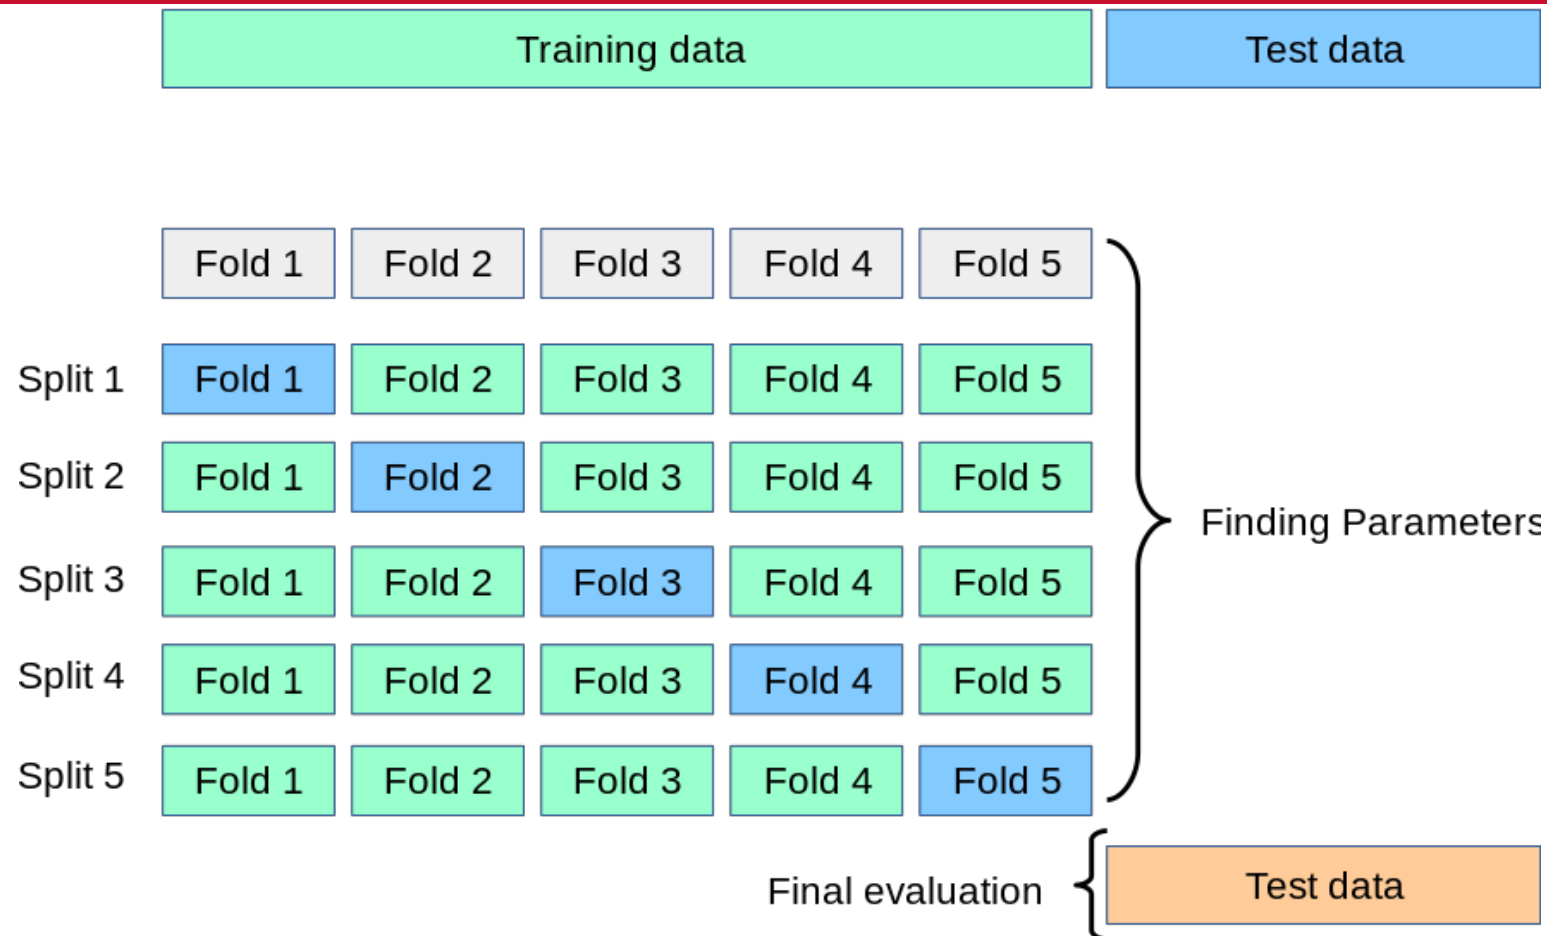 Training data
Test data
Fold 1 Fold 2 Fold 3 Fold 4 Fold 5
Split 1 Fold 1 Fold 2 Fold 3 Fold 4 Fold 5
Split 2 Fold 1 Fold 2 Fold 3 Fold 4 Fold 5
Finding Parameters
Split 3 Fold 1 Fold 2 Fold 3 Fold 4 Fold 5
Split 4 Fold 1 Fold 2 Fold 3 Fold 4 Fold 5
Split 5 Fold 1 Fold 2 Fold 3 Fold 4 Fold 5
Final evaluation
Test data